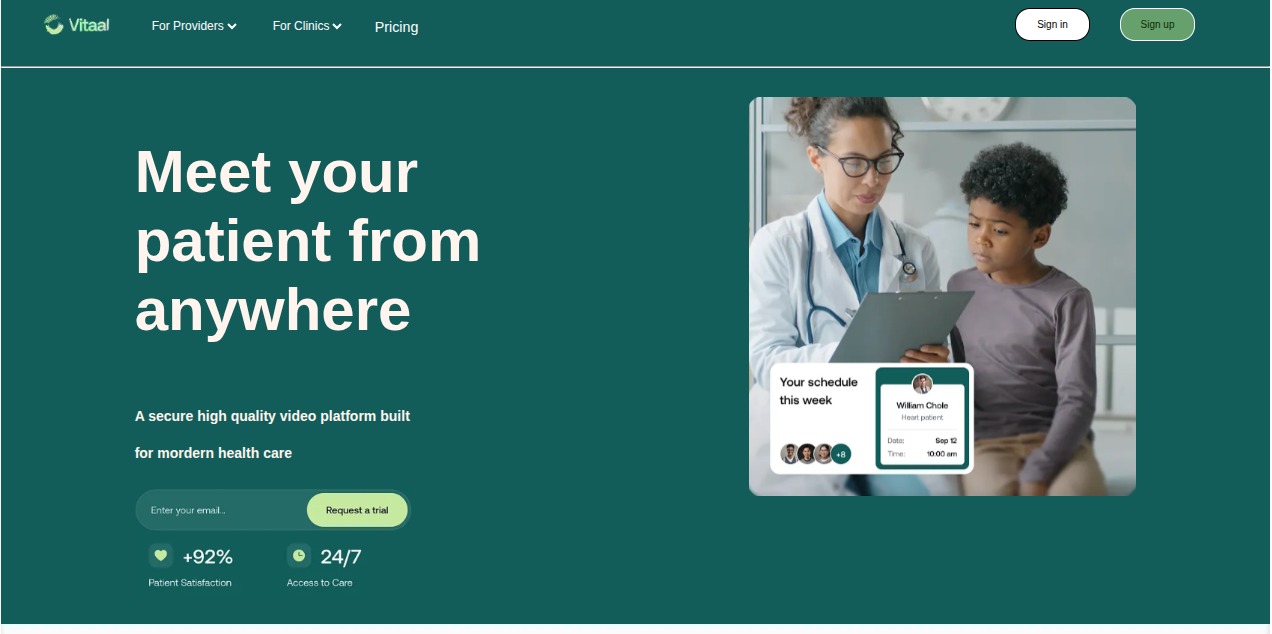 Vitaal
For Providers
For Clinics
Pricing
Sign in
Sign up
Meet your
patient from
anywhere
A secure high quality video platform built
for mordern health care
Enter your email...
Request a trial
+92%
24/7
Patient Satisfaction
Access to Care
Your schedule
this week
+8
William Chole
Heart patient
Date: Sep 12
Time: 10:00 am